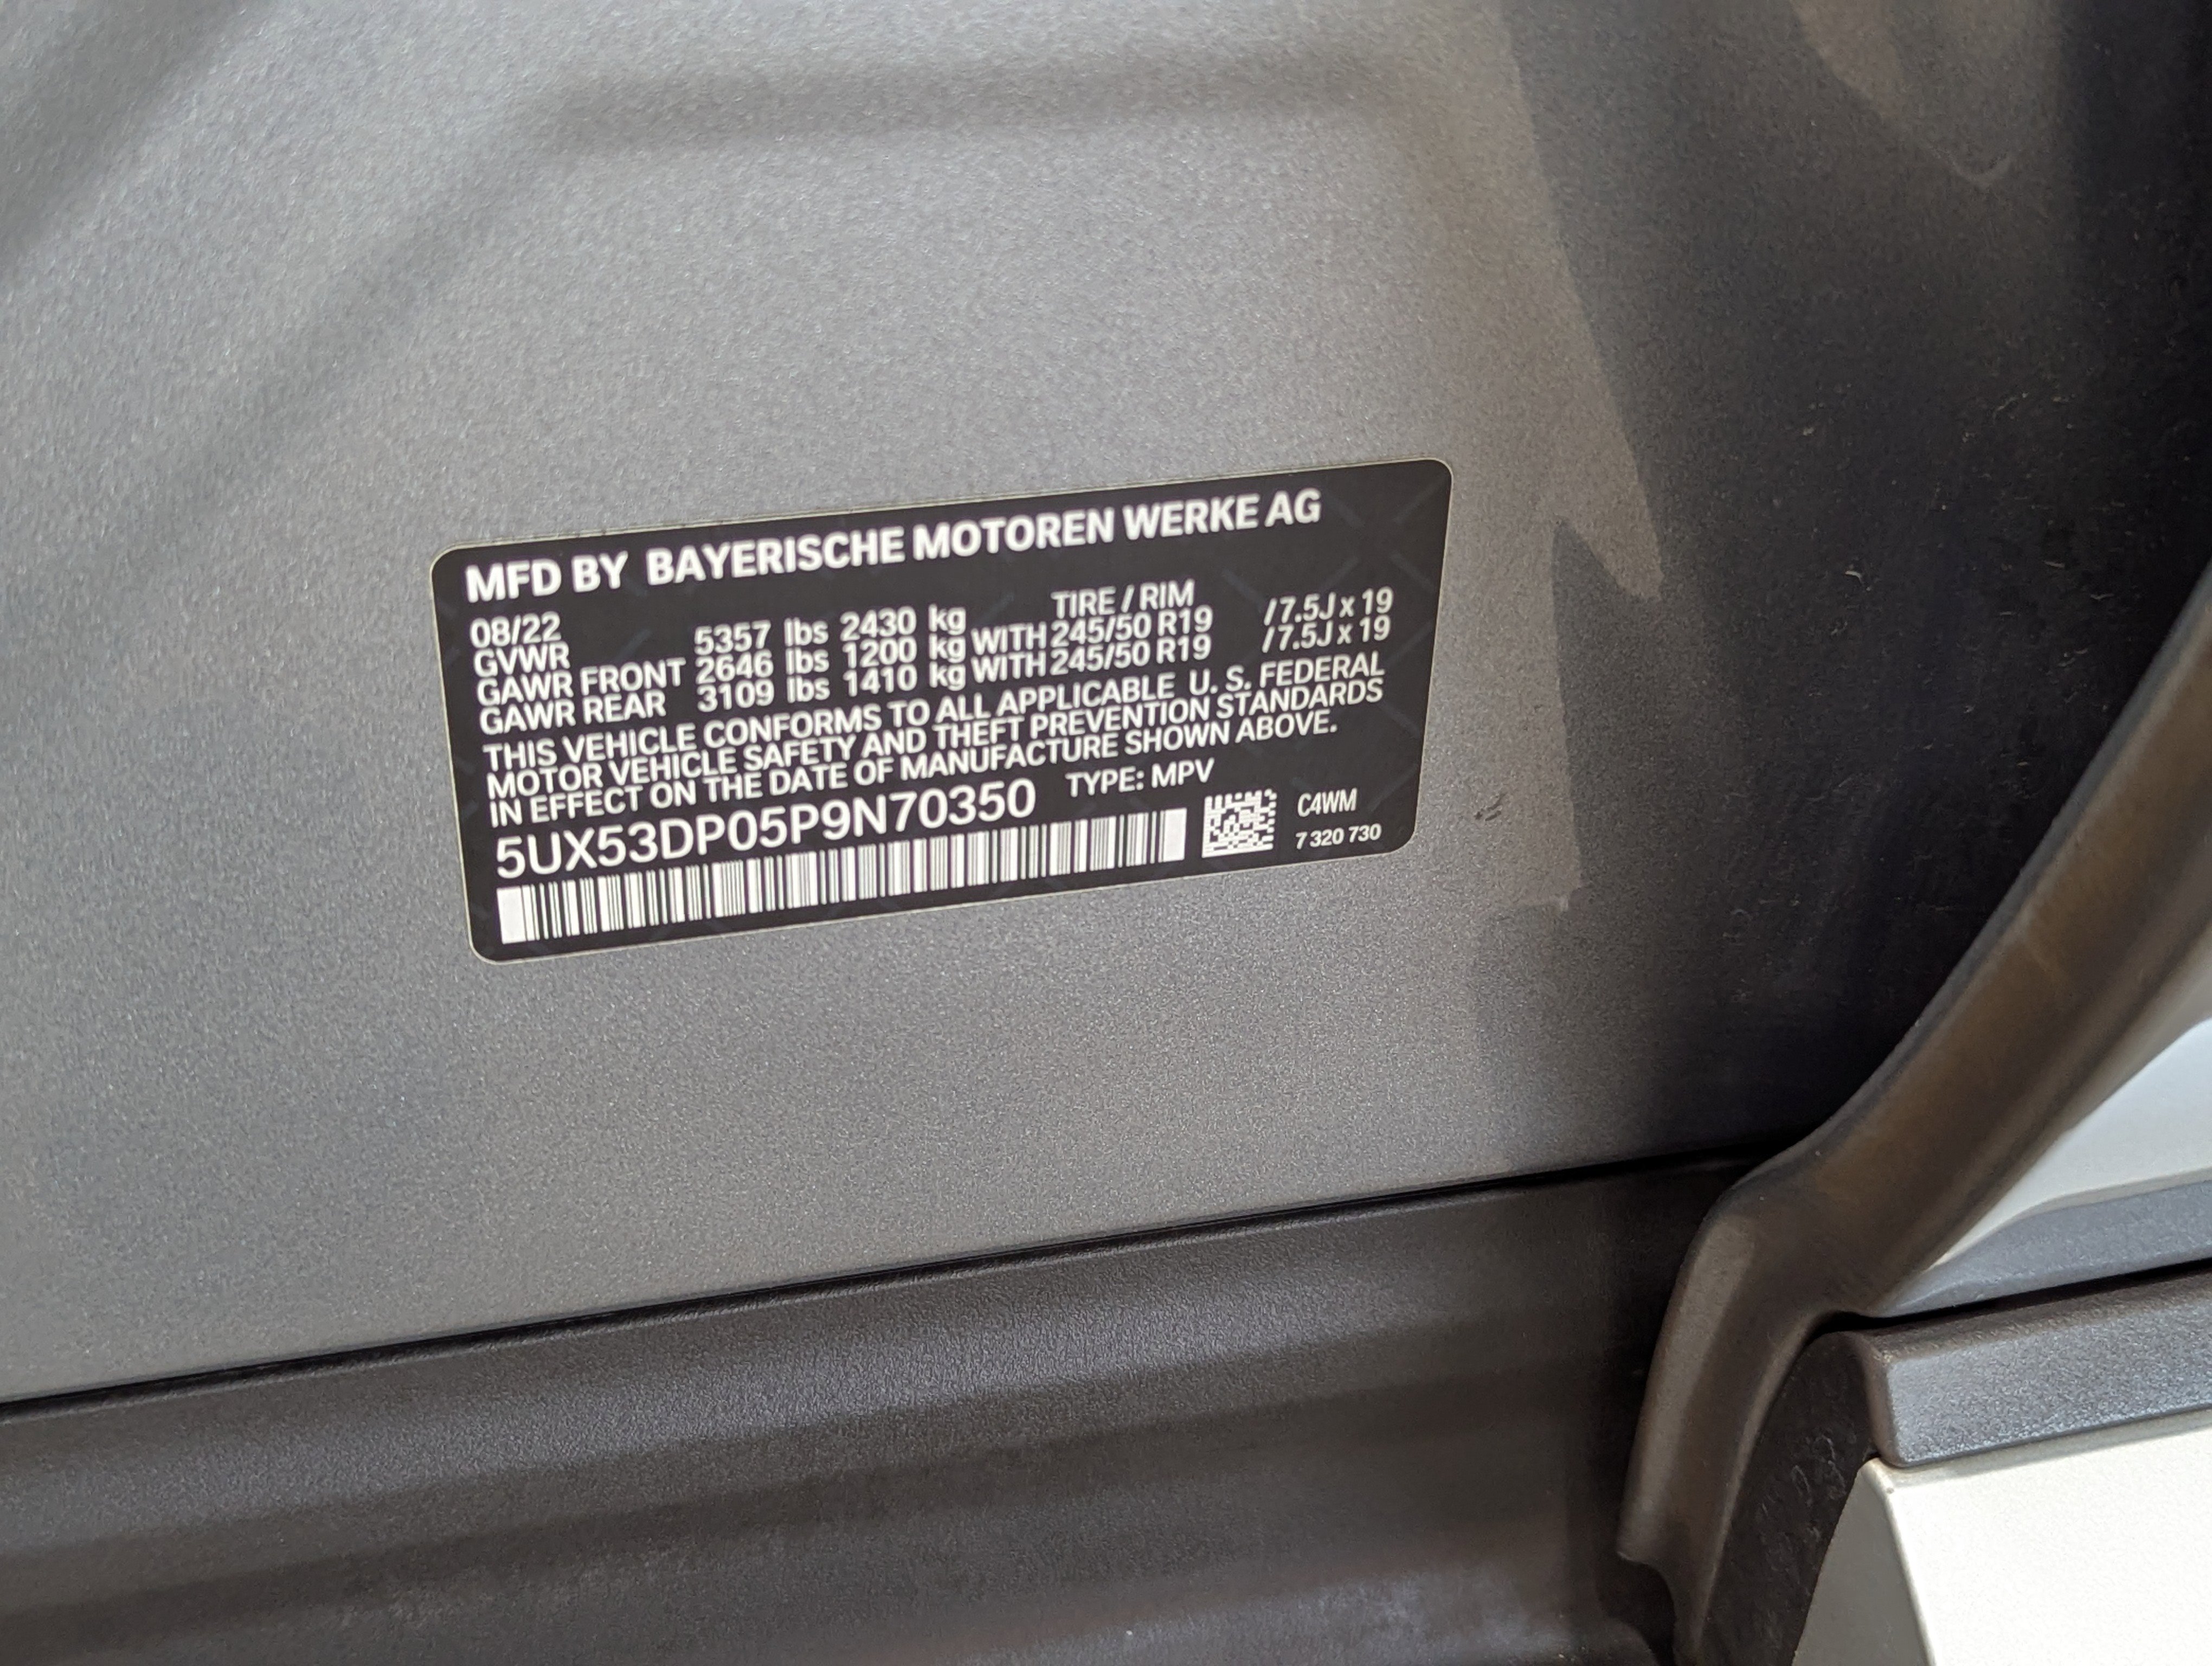 MFD BY BAYERISCHE MOTOREN WERKE AG
08/22 TIRE / RIM
GVWR 5357 lbs 2430 kg
GAWR FRONT 2646 lbs 1200 kg WITH 245/50 R19 / 7.5J x 19
GAWR REAR 3109 lbs 1410 kg WITH 245/50 R19 / 7.5J x 19
THIS VEHICLE CONFORMS TO ALL APPLICABLE U. S. FEDERAL
MOTOR VEHICLE SAFETY AND THEFT PREVENTION STANDARDS
IN EFFECT ON THE DATE OF MANUFACTURE SHOWN ABOVE.
5UX53DP05P9N70350 TYPE: MPV
C4WM
7 320 730